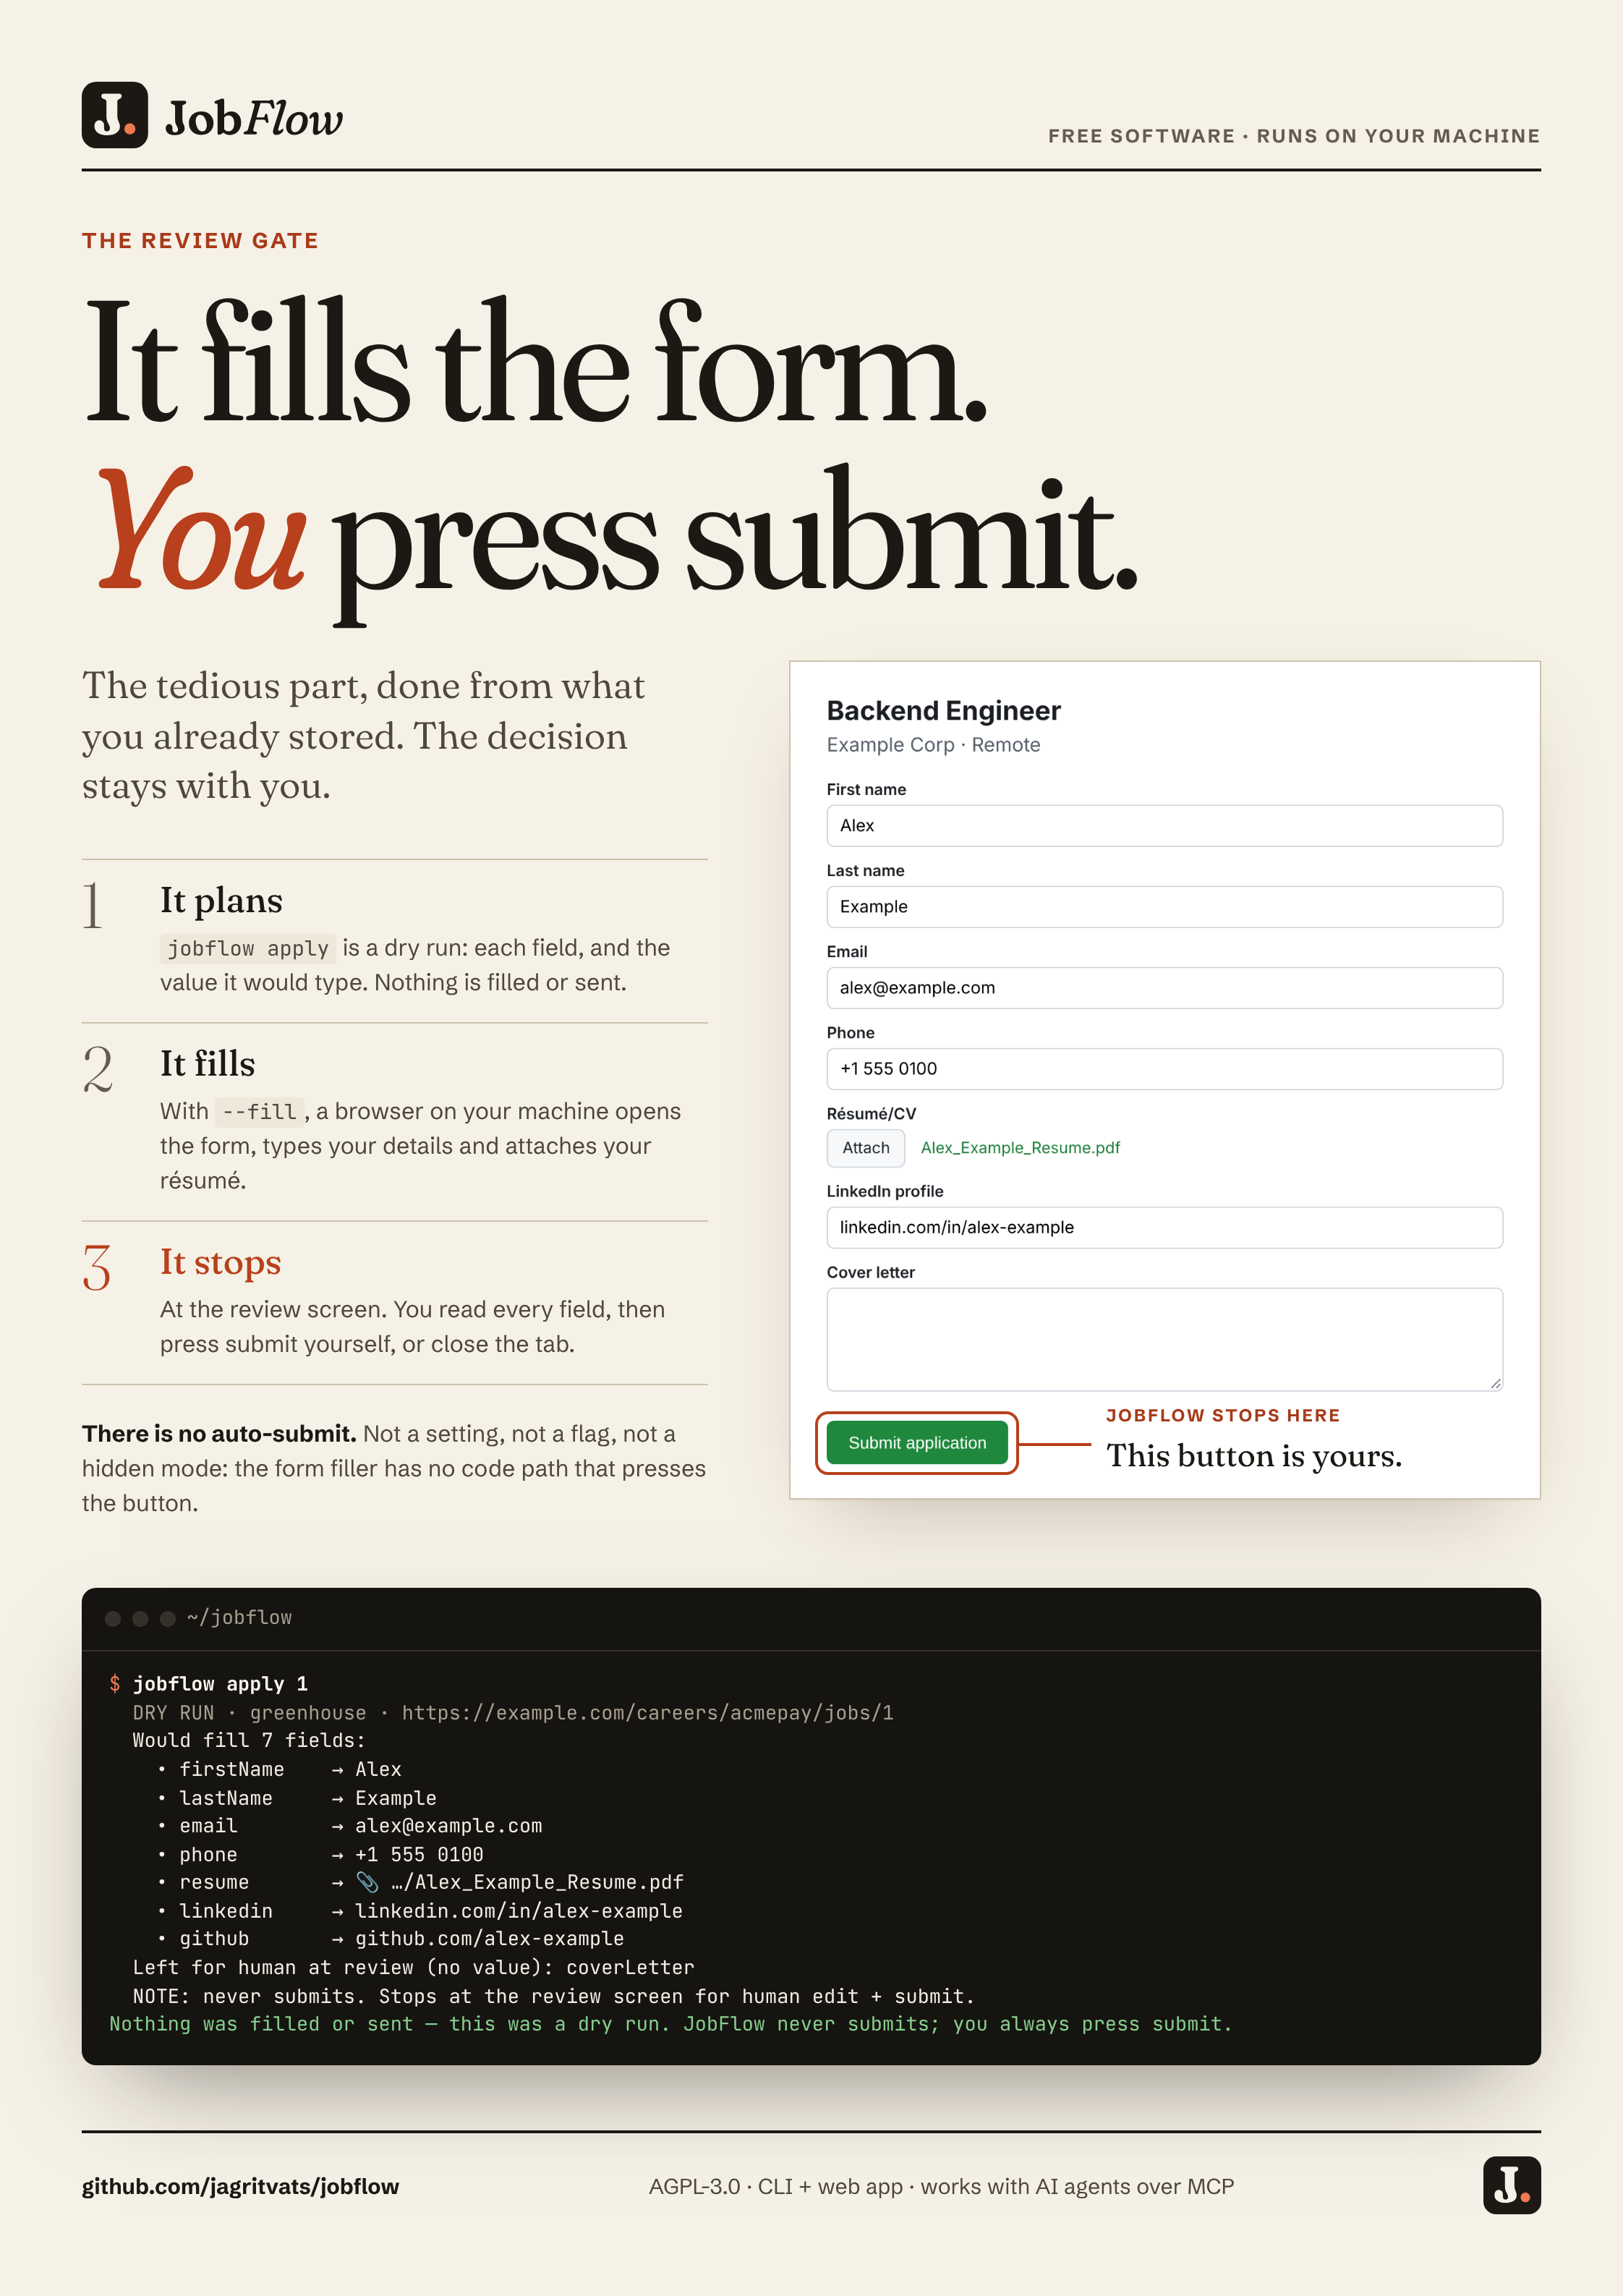 J.
JobFlow
FREE SOFTWARE · RUNS ON YOUR MACHINE
THE REVIEW GATE
It fills the form.
You press submit.
The tedious part, done from what
you already stored. The decision
stays with you.
1
It plans
jobflow apply is a dry run: each field, and the
value it would type. Nothing is filled or sent.
2
It fills
With --fill, a browser on your machine opens
the form, types your details and attaches your
résumé.
3
It stops
At the review screen. You read every field, then
press submit yourself, or close the tab.
There is no auto-submit. Not a setting, not a flag, not a
hidden mode: the form filler has no code path that presses
the button.
Backend Engineer
Example Corp · Remote
First name
Alex
Last name
Example
Email
alex@example.com
Phone
+1 555 0100
Résumé/CV
Attach Alex_Example_Resume.pdf
LinkedIn profile
linkedin.com/in/alex-example
Cover letter
Submit application
JOBFLOW STOPS HERE
This button is yours.
~/jobflow
$ jobflow apply 1
DRY RUN · greenhouse · https://example.com/careers/acmepay/jobs/1
Would fill 7 fields:
• firstName → Alex
• lastName → Example
• email → alex@example.com
• phone → +1 555 0100
• resume → 📎 …/Alex_Example_Resume.pdf
• linkedin → linkedin.com/in/alex-example
• github → github.com/alex-example
Left for human at review (no value): coverLetter
NOTE: never submits. Stops at the review screen for human edit + submit.
Nothing was filled or sent — this was a dry run. JobFlow never submits; you always press submit.
github.com/jagritvats/jobflow
AGPL-3.0 · CLI + web app · works with AI agents over MCP
J.